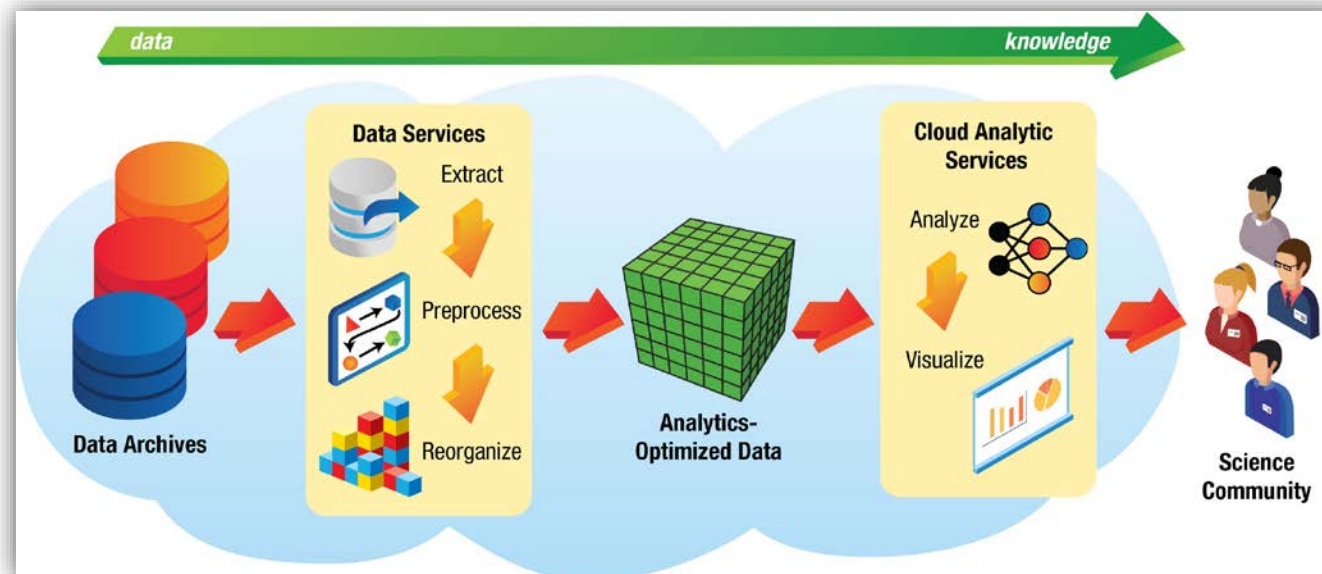 data
knowledge
Data Services
Extract
Preprocess
Reorganize
Data Archives
Analytics-
Optimized Data
Cloud Analytic
Services
Analyze
Visualize
Science
Community